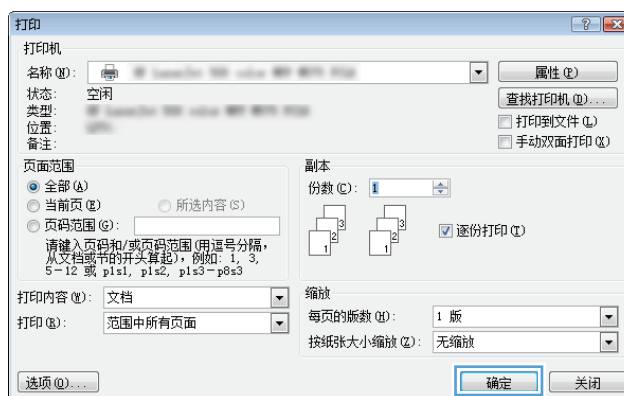 打印
打印机
名称(N):
属性(P)
状态: 空闲
查找打印机(D)...
类型:
位置:
打印到文件(L)
备注:
手动双面打印(X)
页面范围
全部(A)
当前页(E) 所选内容(S)
页码范围(G):
请键入页码和/或页码范围(用逗号分隔,
从文档或节的开头算起),例如: 1, 3,
5-12 或 p1s1, p1s2, p1s3-p8s3
副本
份数(C): 1
1 2 3 1 2 3
逐份打印(T)
打印内容(W): 文档
打印(R): 范围中所有页面
缩放
每页的版数(H): 1 版
按纸张大小缩放(Z): 无缩放
选项(O)... 确定 关闭